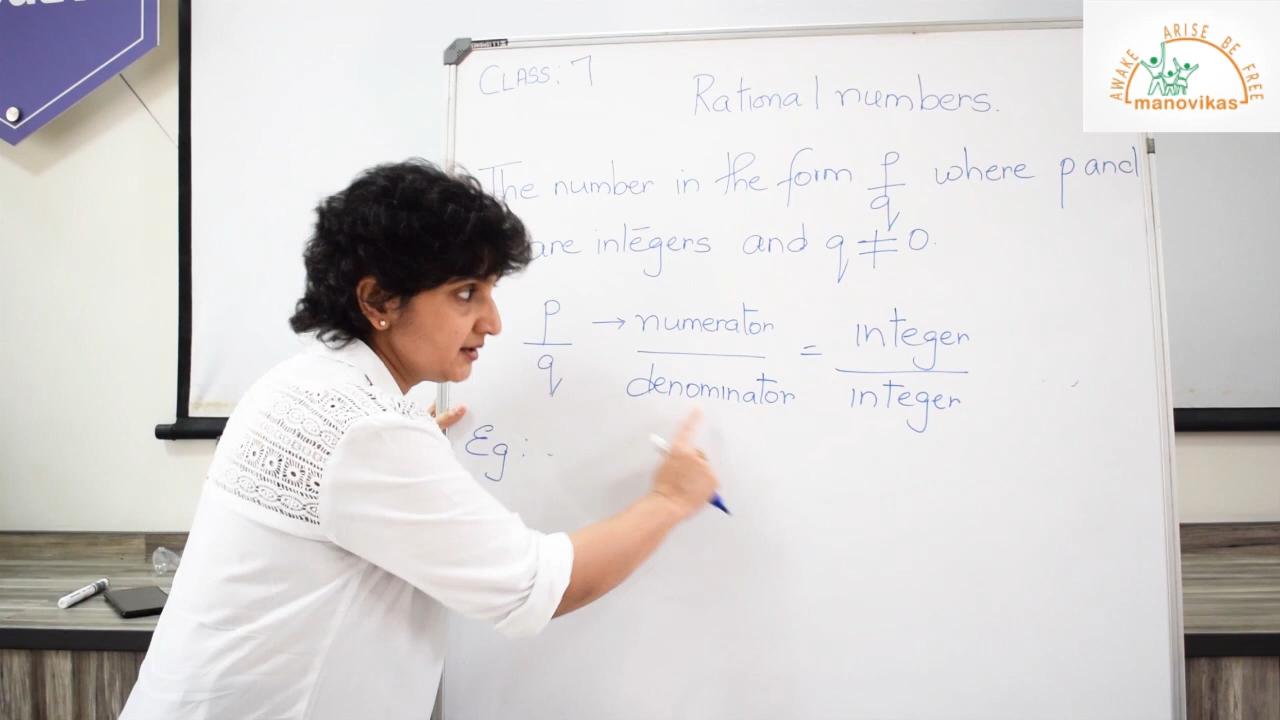 CLASS: 7
Rational numbers.
The number in the form p/q where p and
are integers and q ≠ 0.
p/q → numerator/denominator = integer/integer
Eg:.
AWAKE ARISE BE FREE
manovikas